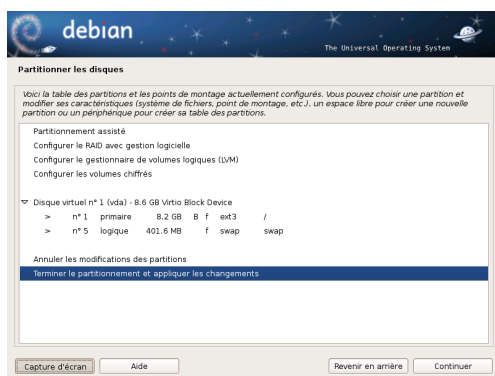 debian
The Universal Operating System
Partitionner les disques
Voici la table des partitions et les points de montage actuellement configurés. Vous pouvez choisir une partition et
modifier ses caractéristiques (système de fichiers, point de montage, etc.), un espace libre pour créer une nouvelle
partition ou un périphérique pour créer sa table des partitions.
Partitionnement assisté
Configurer le RAID avec gestion logicielle
Configurer le gestionnaire de volumes logiques (LVM)
Configurer les volumes chiffrés
Disque virtuel n° 1 (vda) - 8.6 GB Virtio Block Device
> n° 1 primaire 8.2 GB B f ext3 /
> n° 5 logique 401.6 MB f swap swap
Annuler les modifications des partitions
Terminer le partitionnement et appliquer les changements
Capture d'écran Aide Revenir en arrière Continuer